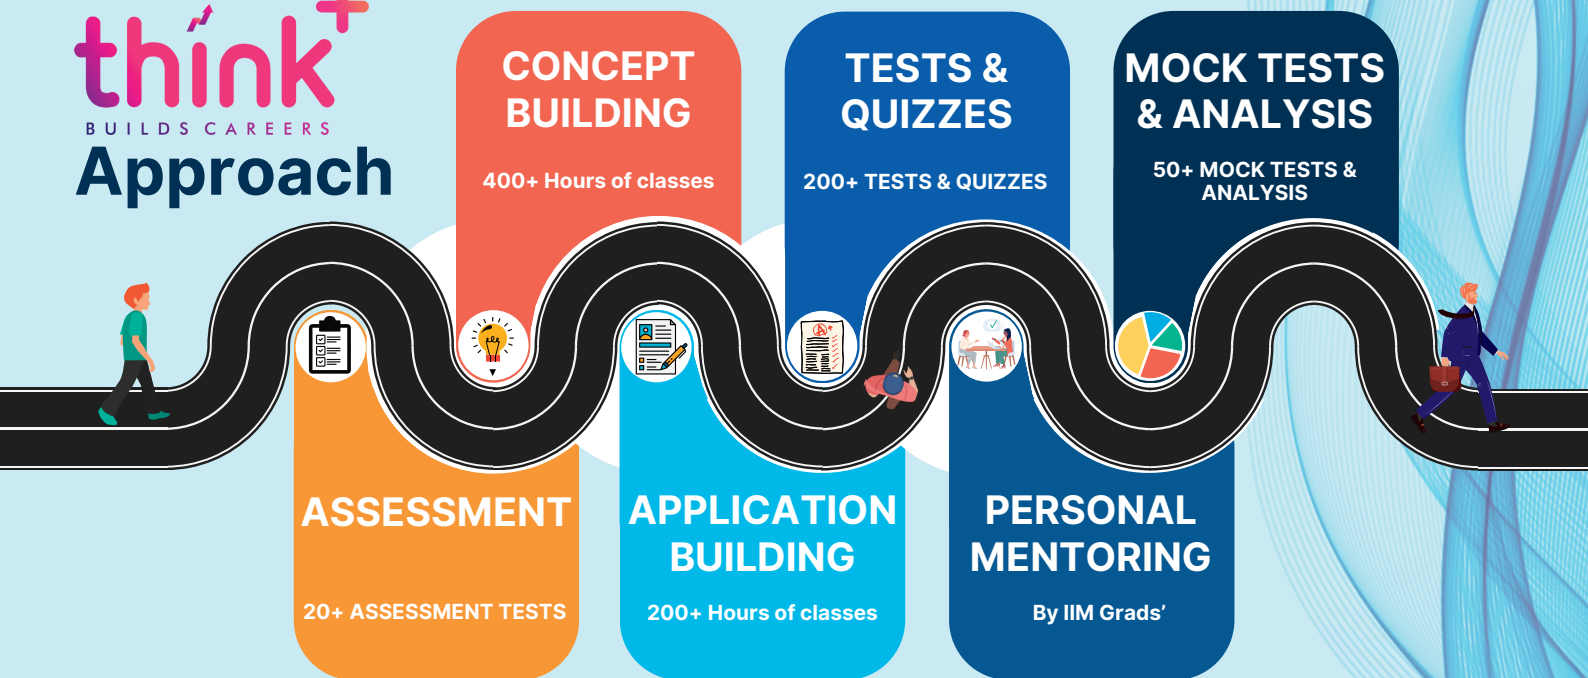 think+
BUILDS CAREERS
Approach
CONCEPT
BUILDING
400+ Hours of classes
TESTS &
QUIZZES
200+ TESTS & QUIZZES
MOCK TESTS
& ANALYSIS
50+ MOCK TESTS &
ANALYSIS
ASSESSMENT
20+ ASSESSMENT TESTS
APPLICATION
BUILDING
200+ Hours of classes
PERSONAL
MENTORING
By IIM Grads’